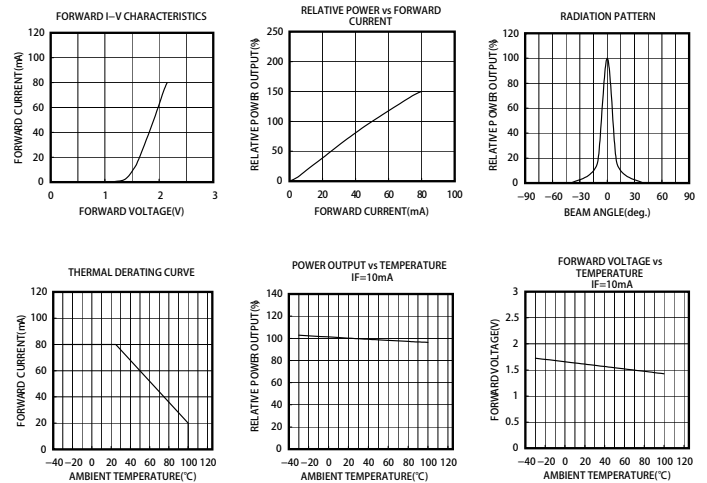 FORWARD I–V CHARACTERISTICS
120
100
80
60
40
20
0
0 1 2 3
FORWARD CURRENT(mA)
FORWARD VOLTAGE(V)
RELATIVE POWER vs FORWARD
CURRENT
250
200
150
100
50
0
0 20 40 60 80 100
RELATIVE POWER OUTPUT(%)
FORWARD CURRENT(mA)
RADIATION PATTERN
120
100
80
60
40
20
0
–90 –60 –30 0 30 60 90
RELATIVE POWER OUTPUT(%)
BEAM ANGLE(deg.)
THERMAL DERATING CURVE
120
100
80
60
40
20
0
–40 –20 0 20 40 60 80 100 120
FORWARD CURRENT(mA)
AMBIENT TEMPERATURE(℃)
POWER OUTPUT vs TEMPERATURE
IF=10mA
140
120
100
80
60
40
20
0
–40 –20 0 20 40 60 80 100 120
RELATIVE POWER OUTPUT(%)
AMBIENT TEMPERATURE(℃)
FORWARD VOLTAGE vs
TEMPERATURE
IF=10mA
3
2.5
2
1.5
1
0.5
0
–40 –20 0 20 40 60 80 100 120
FORWARD VOLTAGE(V)
AMBIENT TEMPERATURE(℃)